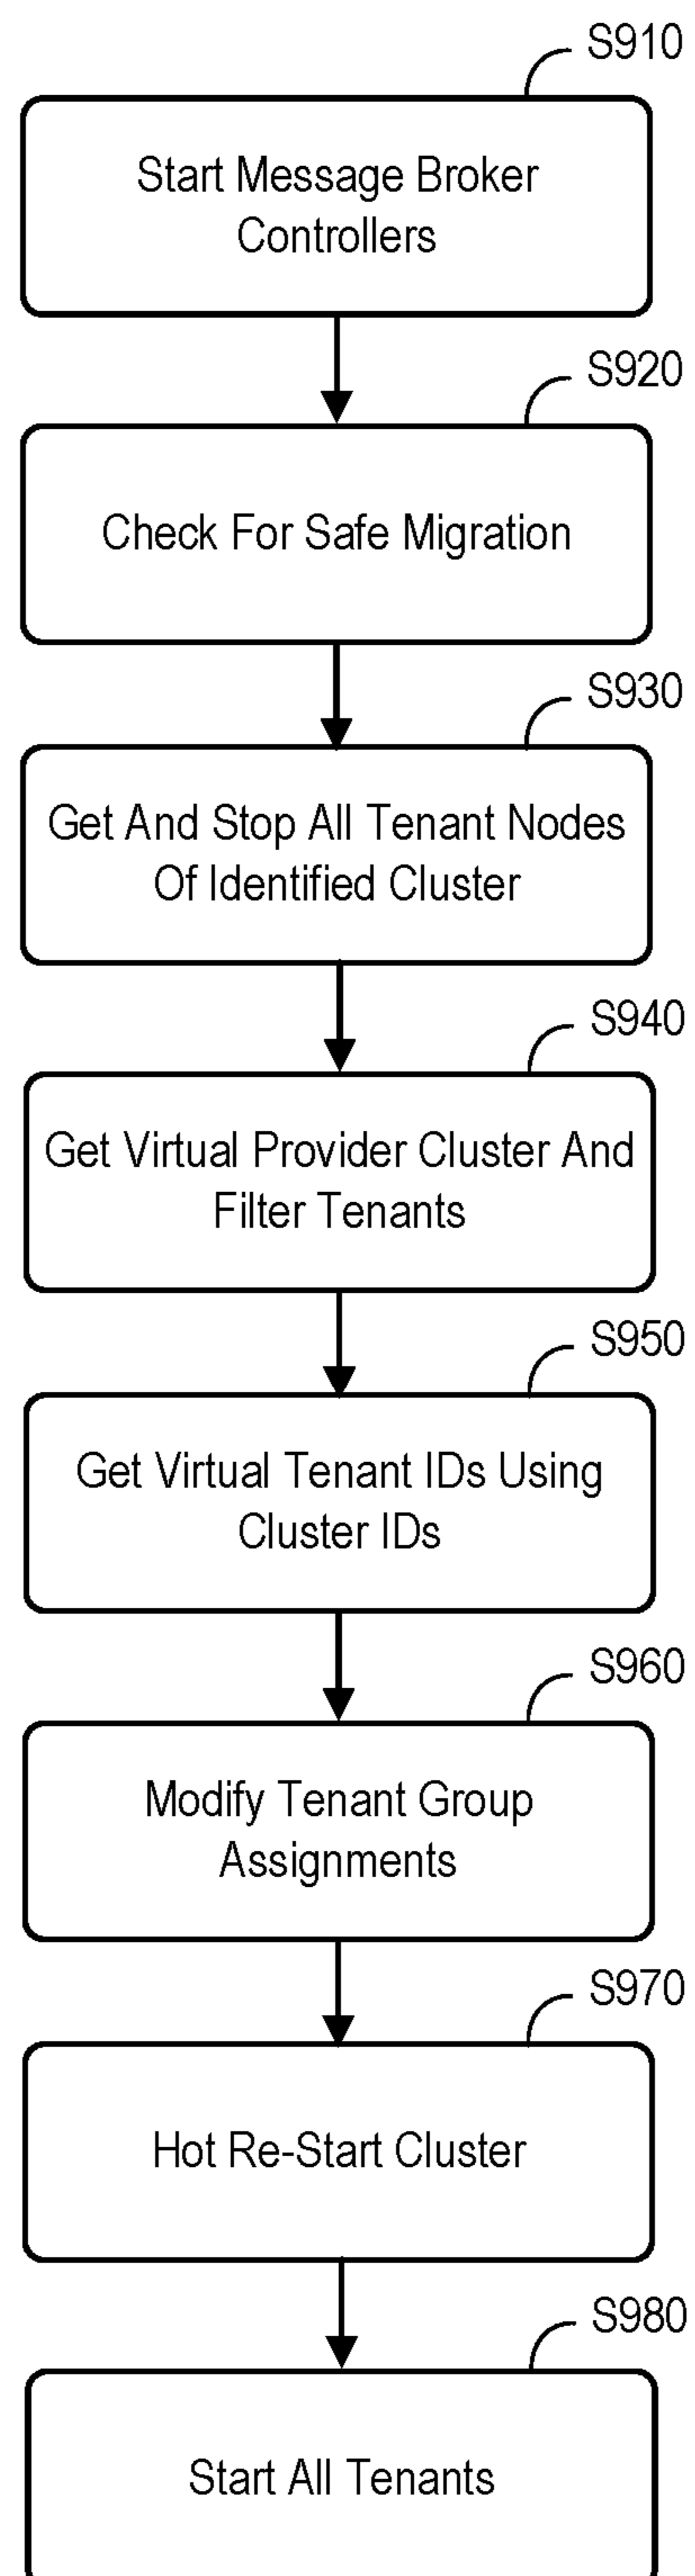 S910
Start Message Broker
Controllers
S920
Check For Safe Migration
S930
Get And Stop All Tenant Nodes
Of Identified Cluster
S940
Get Virtual Provider Cluster And
Filter Tenants
S950
Get Virtual Tenant IDs Using
Cluster IDs
S960
Modify Tenant Group
Assignments
S970
Hot Re-Start Cluster
S980
Start All Tenants